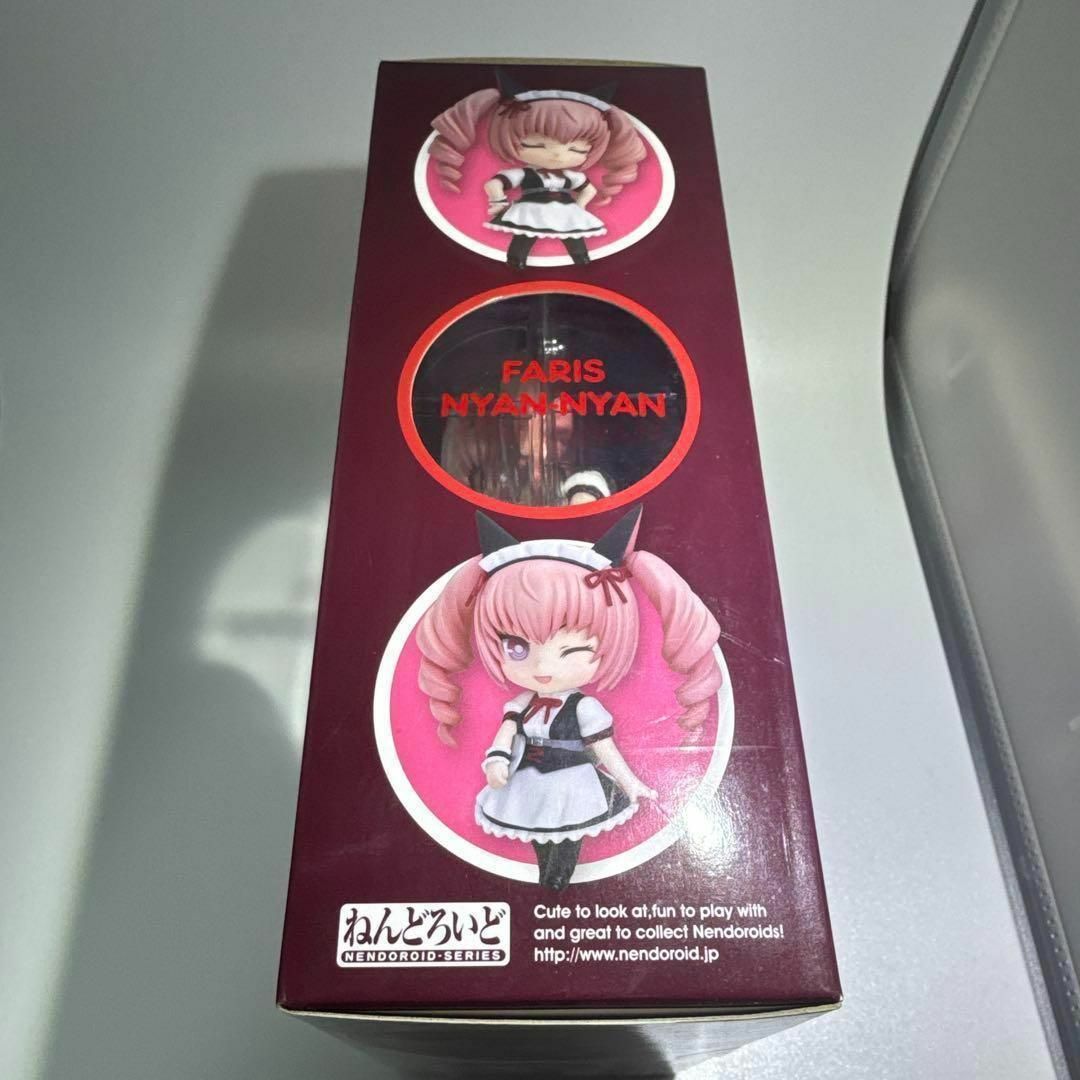 FARIS
NYAN-NYAN
ねんどろいど
NENDOROID・SERIES
Cute to look at,fun to play with
and great to collect Nendoroids!
http://www.nendoroid.jp